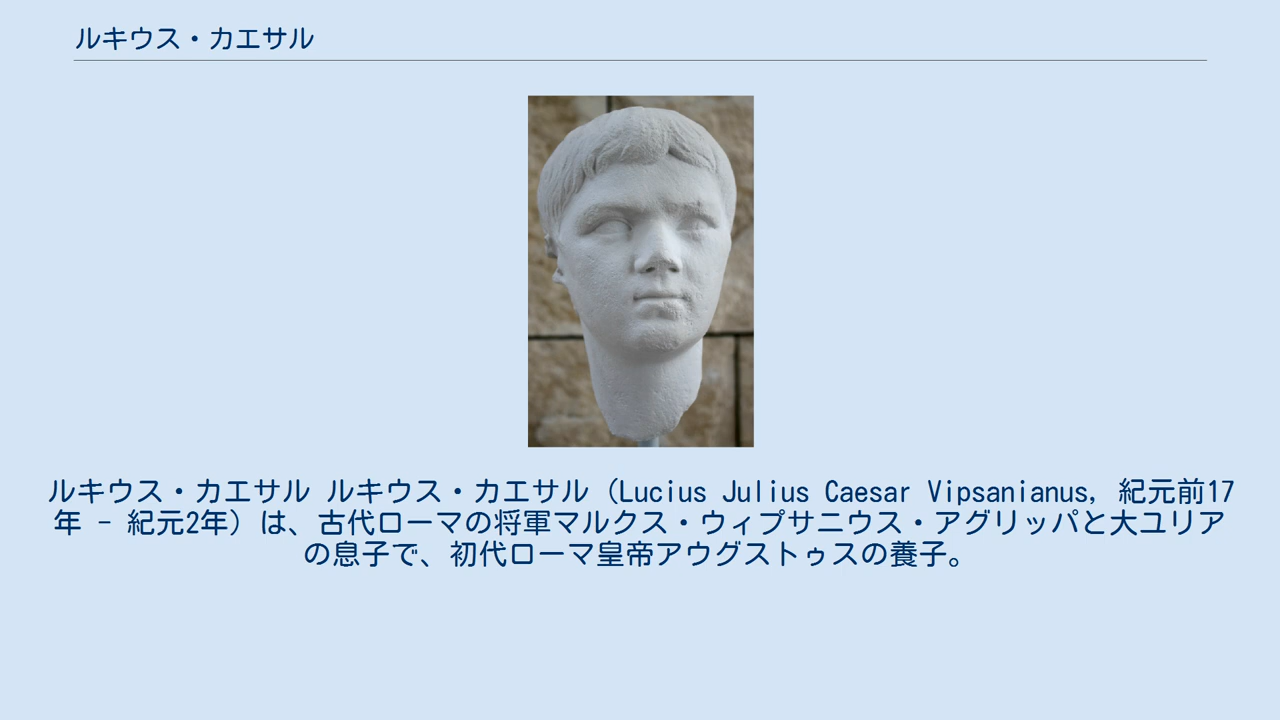 ルキウス・カエサル
ルキウス・カエサル ルキウス・カエサル（Lucius Julius Caesar Vipsanianus, 紀元前17
年 - 紀元2年）は、古代ローマの将軍マルクス・ウィプサニウス・アグリッパと大ユリア
の息子で、初代ローマ皇帝アウグストゥスの養子。